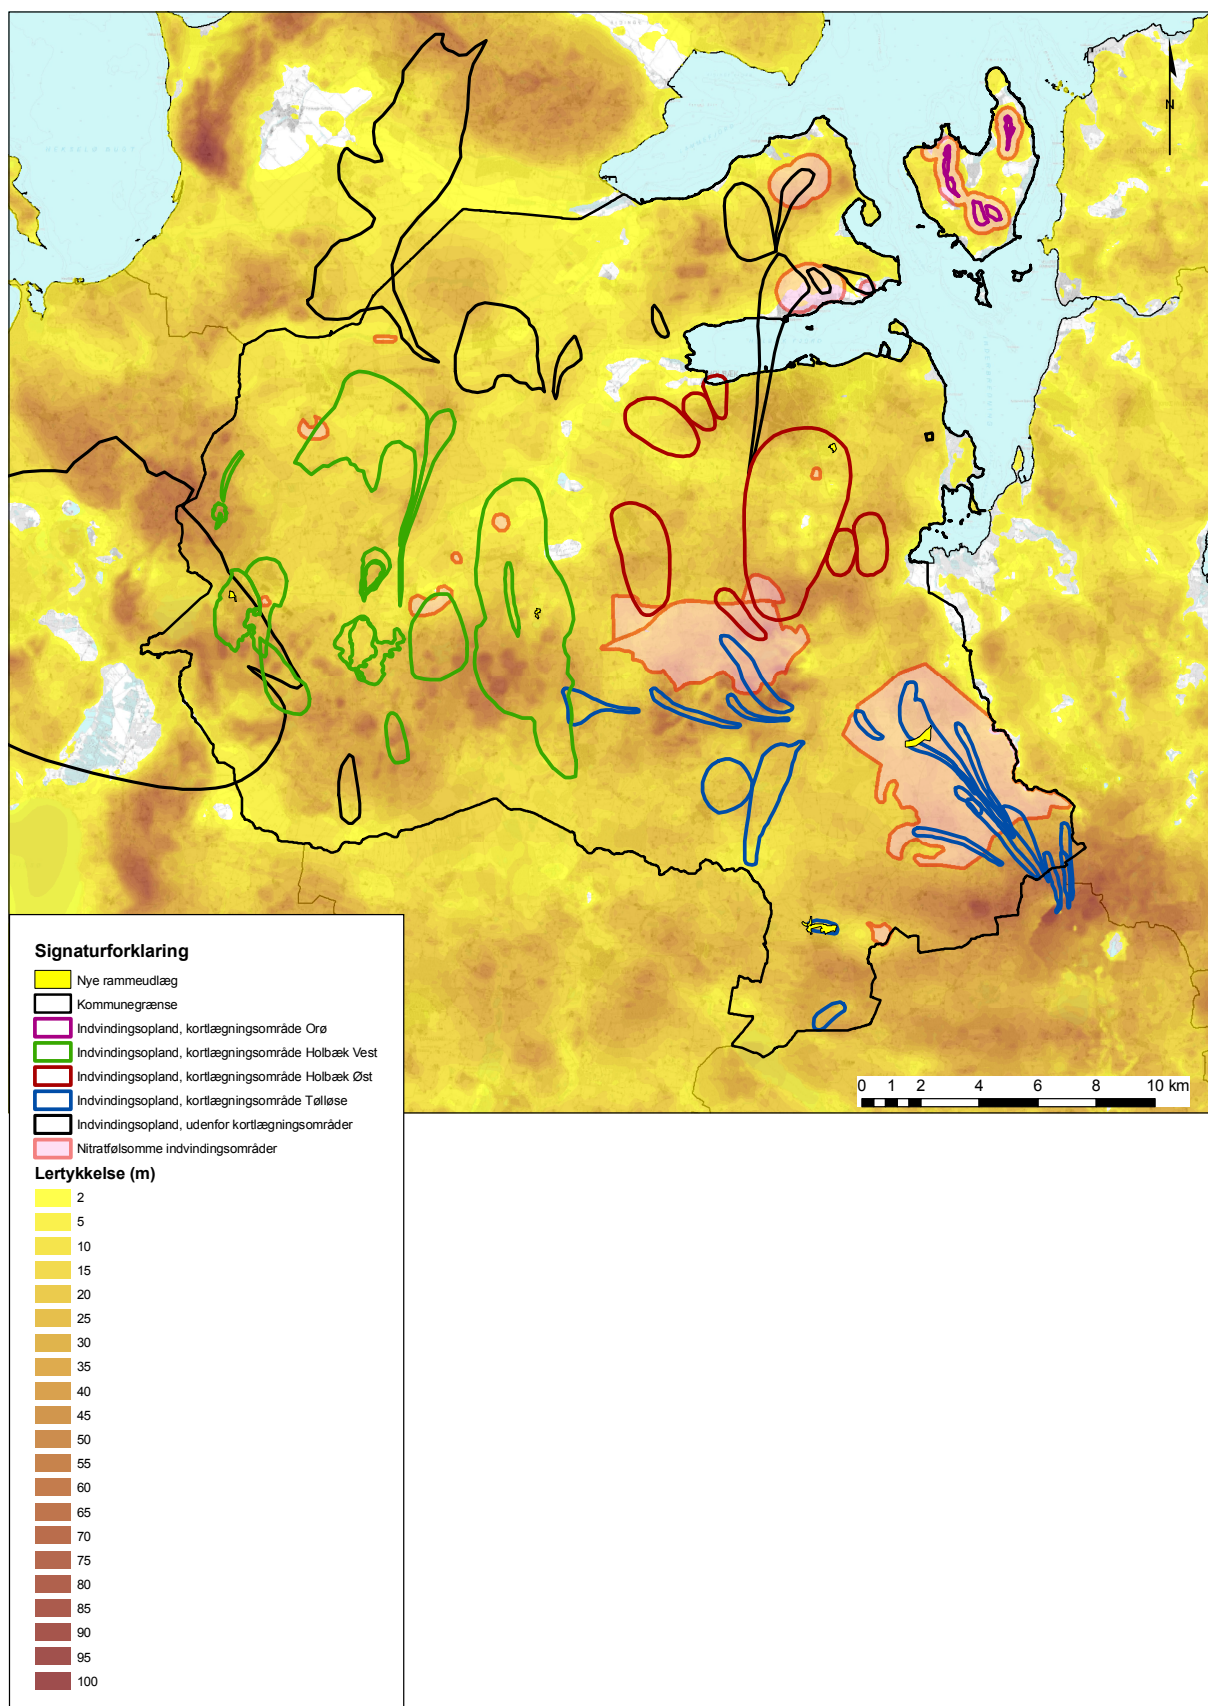 N
Signaturforklaring
Nye rammeudlæg
Kommunegrænse
Indvindingsopland, kortlægningsområde Orø
Indvindingsopland, kortlægningsområde Holbæk Vest
Indvindingsopland, kortlægningsområde Holbæk Øst
Indvindingsopland, kortlægningsområde Tølløse
Indvindingsopland, udenfor kortlægningsområder
Nitratfølsomme indvindingsområder
Lertykkelse (m)
2
5
10
15
20
25
30
35
40
45
50
55
60
65
70
75
80
85
90
95
100
0 1 2 4 6 8 10 km